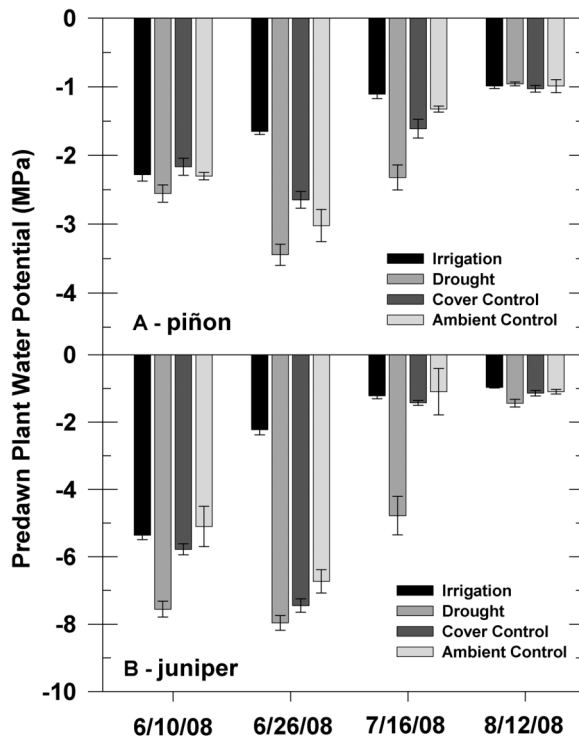 0
-1
-2
-3
-4
Irrigation
Drought
Cover Control
Ambient Control
A - piñon
Predawn Plant Water Potential (MPa)
0
-2
-4
-6
-8
-10
Irrigation
Drought
Cover Control
Ambient Control
B - juniper
6/10/08 6/26/08 7/16/08 8/12/08